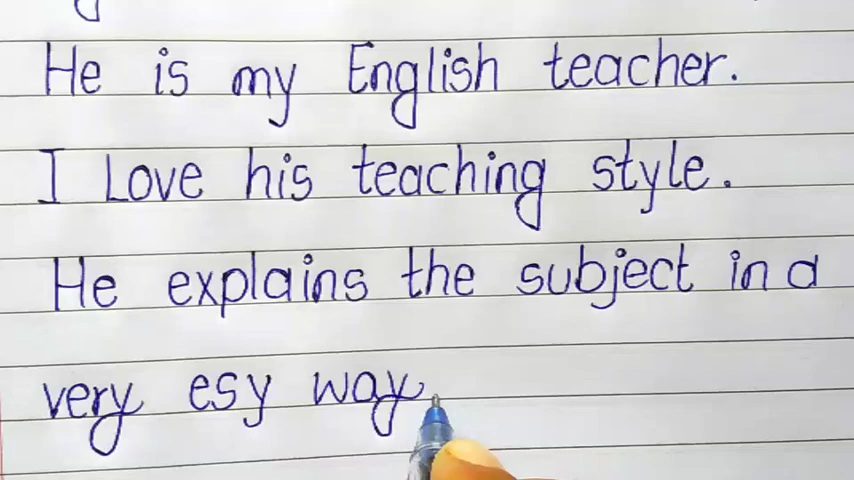 He is my English teacher.
I Love his teaching style.
He explains the subject in a
very esy way